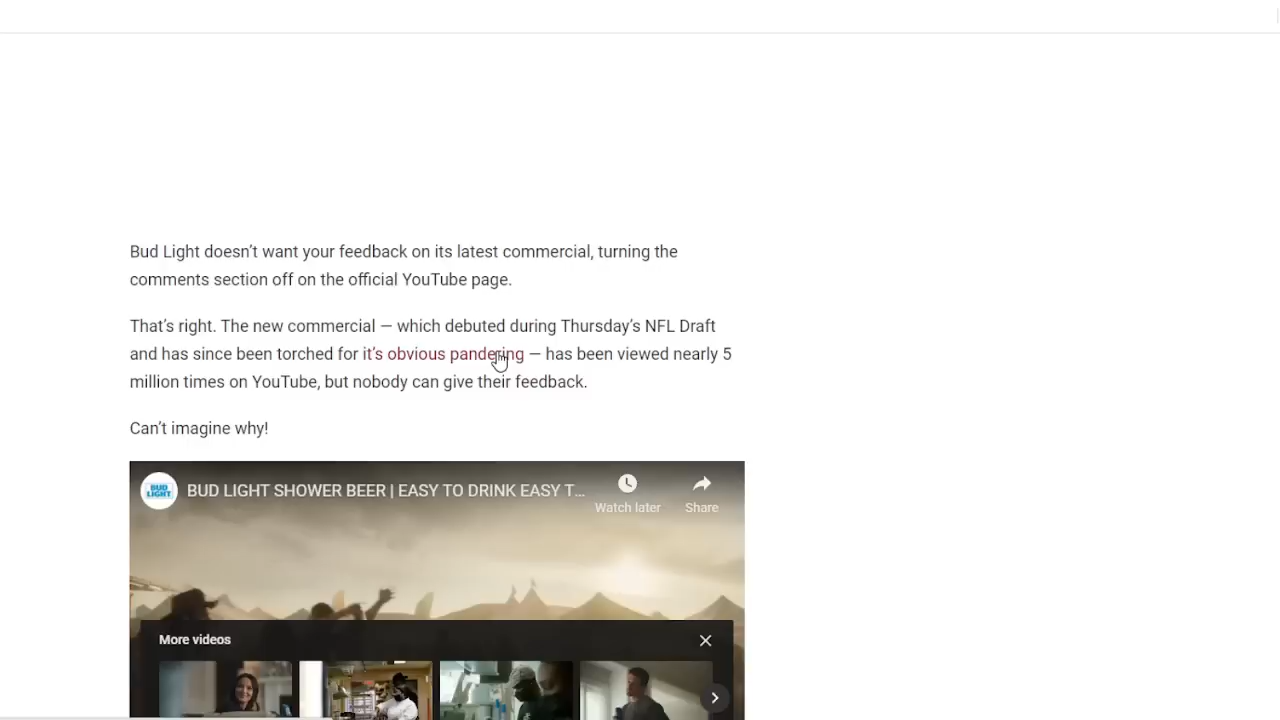 Bud Light doesn’t want your feedback on its latest commercial, turning the
comments section off on the official YouTube page.
That’s right. The new commercial — which debuted during Thursday’s NFL Draft
and has since been torched for it’s obvious pandering — has been viewed nearly 5
million times on YouTube, but nobody can give their feedback.
Can’t imagine why!
BUD LIGHT
BUD LIGHT SHOWER BEER | EASY TO DRINK EASY T...
Watch later
Share
More videos